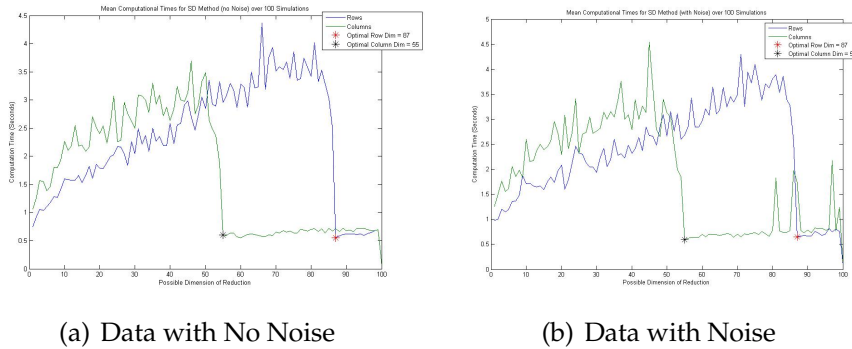 Mean Computational Times for SD Method (no Noise) over 100 Simulations
Rows
Columns
Optimal Row Dim = 87
Optimal Column Dim = 55
Computation Time (Seconds)
4.5
4
3.5
3
2.5
2
1.5
1
0.5
0
0 10 20 30 40 50 60 70 80 90 100
Possible Dimension of Reduction
(a) Data with No Noise
Mean Computational Times for SD Method (with Noise) over 100 Simulations
Rows
Columns
Optimal Row Dim = 87
Optimal Column Dim = 5
Computation Time (Seconds)
5
4.5
4
3.5
3
2.5
2
1.5
1
0.5
0
0 10 20 30 40 50 60 70 80 90 100
Possible Dimension of Reduction
(b) Data with Noise